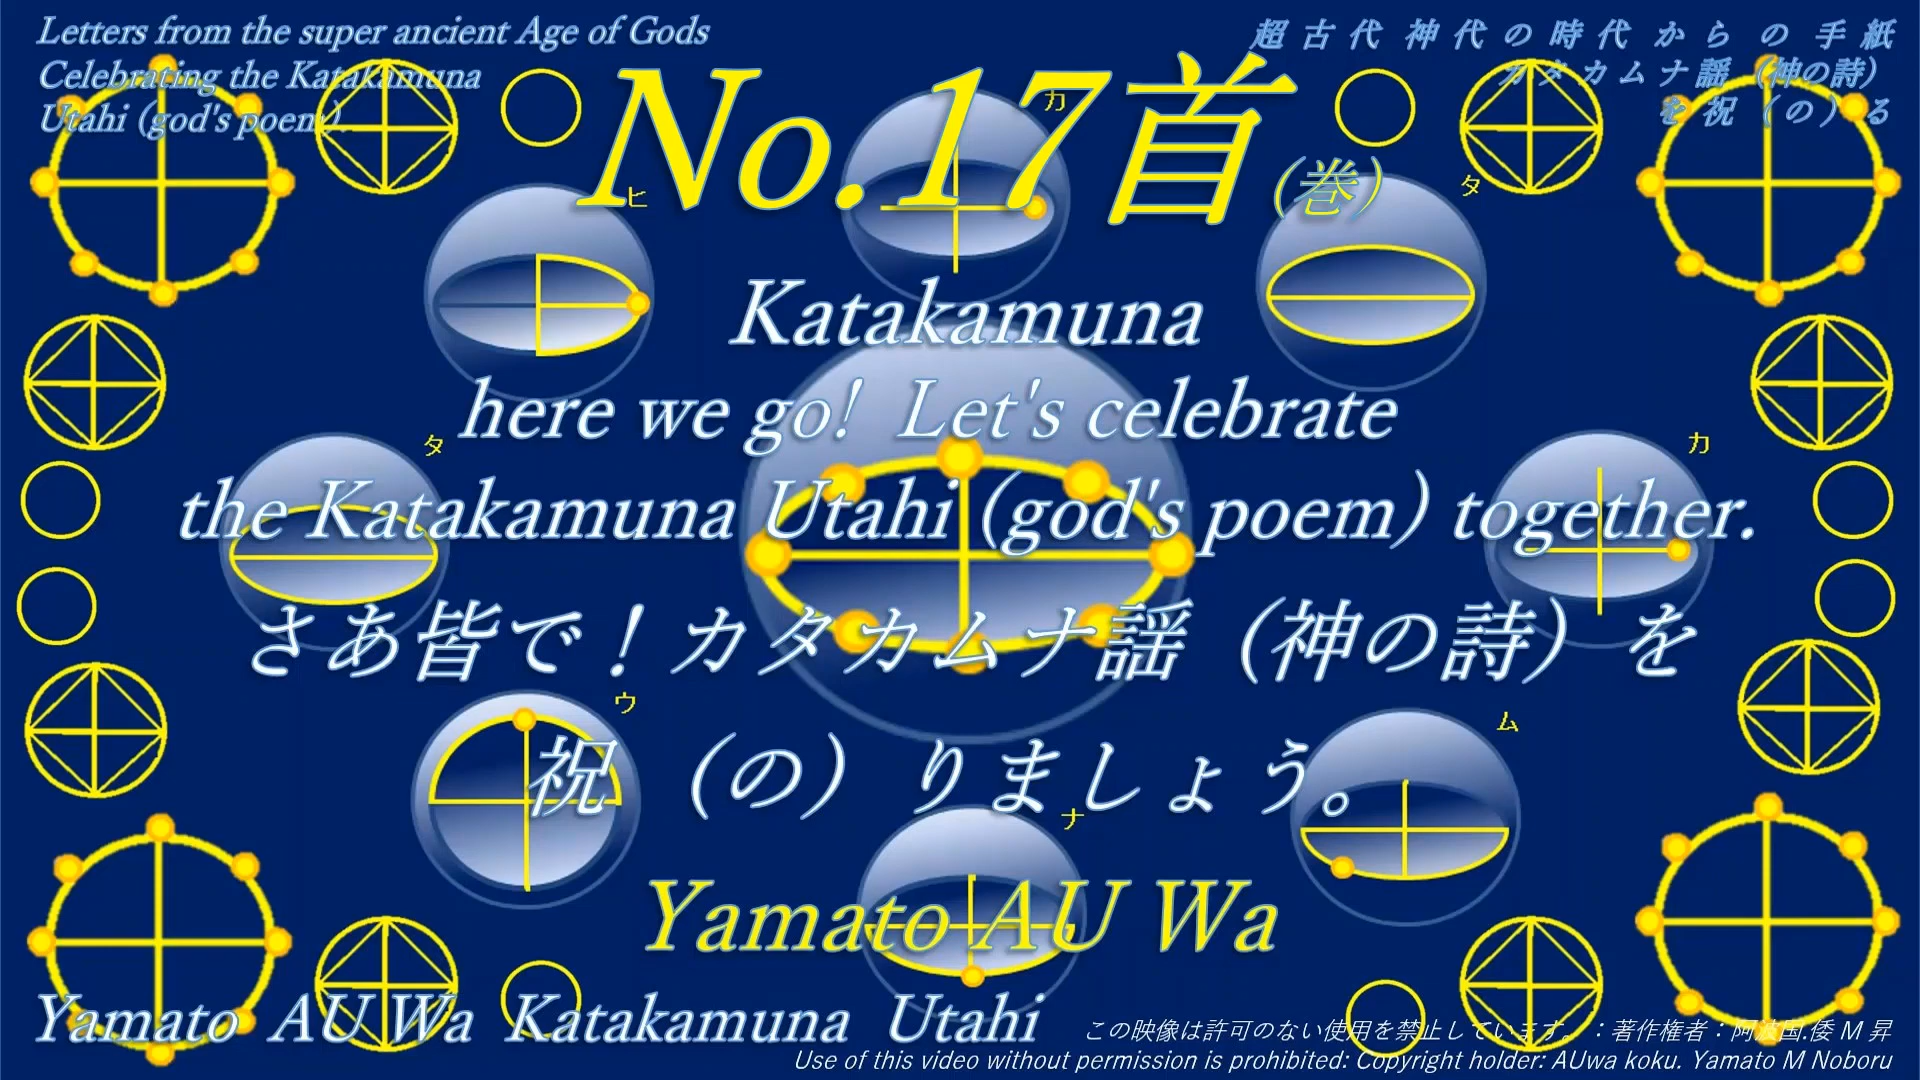 Letters from the super ancient Age of Gods
Celebrating the Katakamuna
Utahi (god's poem).
超古代 神代の時代からの手紙
カタカムナ謡（神の詩）
を祝（の）る
No.17首(巻)
カ
ヒ
タ
Katakamuna
here we go! Let's celebrate
タ
カ
the Katakamuna Utahi (god's poem) together.
さあ皆で！カタカムナ謡（神の詩）を
ウ
ム
祝（の）りましょう。
ナ
Yamato AU Wa
Yamato AU Wa Katakamuna Utahi
この映像は許可のない使用を禁止しています。：著作権者：阿波国.倭 M 昇
Use of this video without permission is prohibited: Copyright holder: AUwa koku. Yamato M Noboru